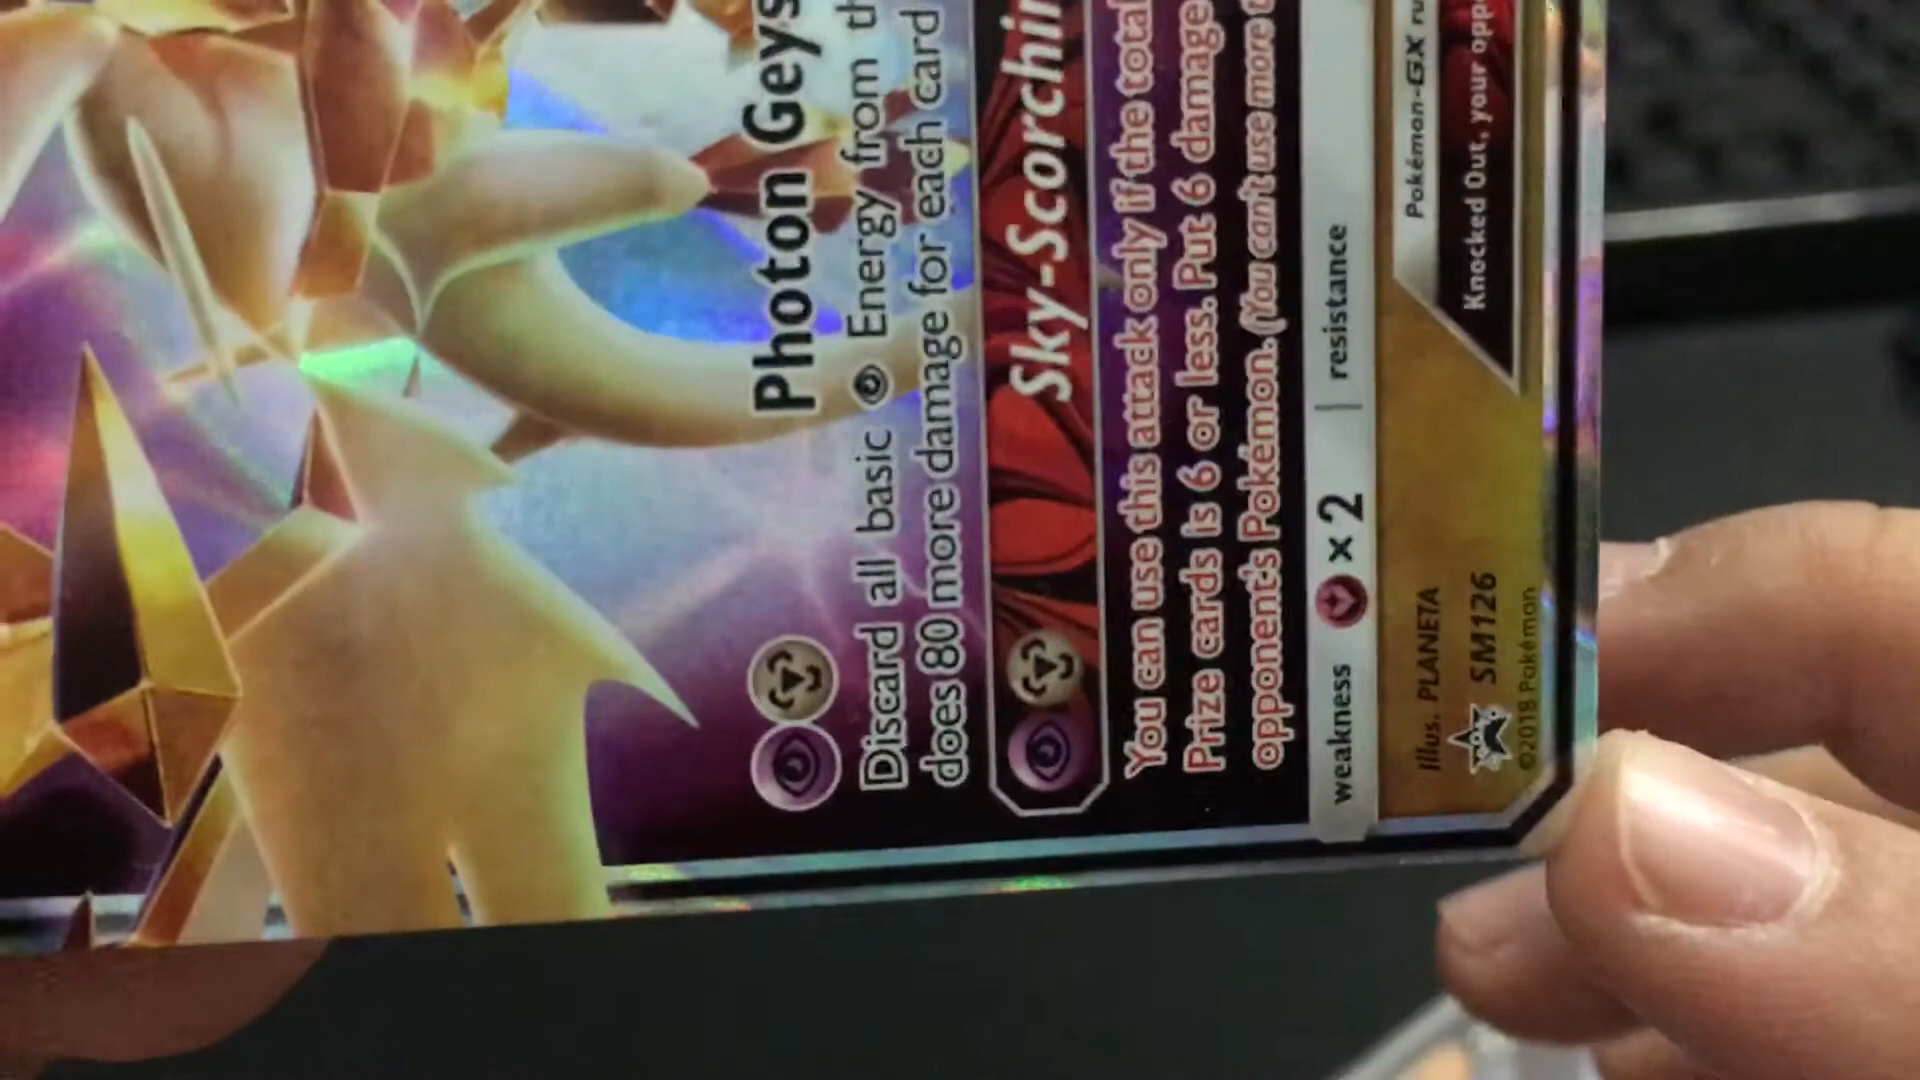 Photon Geys
Discard all basic Energy from th
does 80 more damage for each card
Sky-Scorchin
You can use this attack only if the total
Prize cards is 6 or less. Put 6 damage
opponent's Pokémon. (You can't use more
weakness ×2 | resistance
Pokémon-GX ru
Knocked Out, your oppo
Illus. PLANETA
SM126
©2018 Pokémon